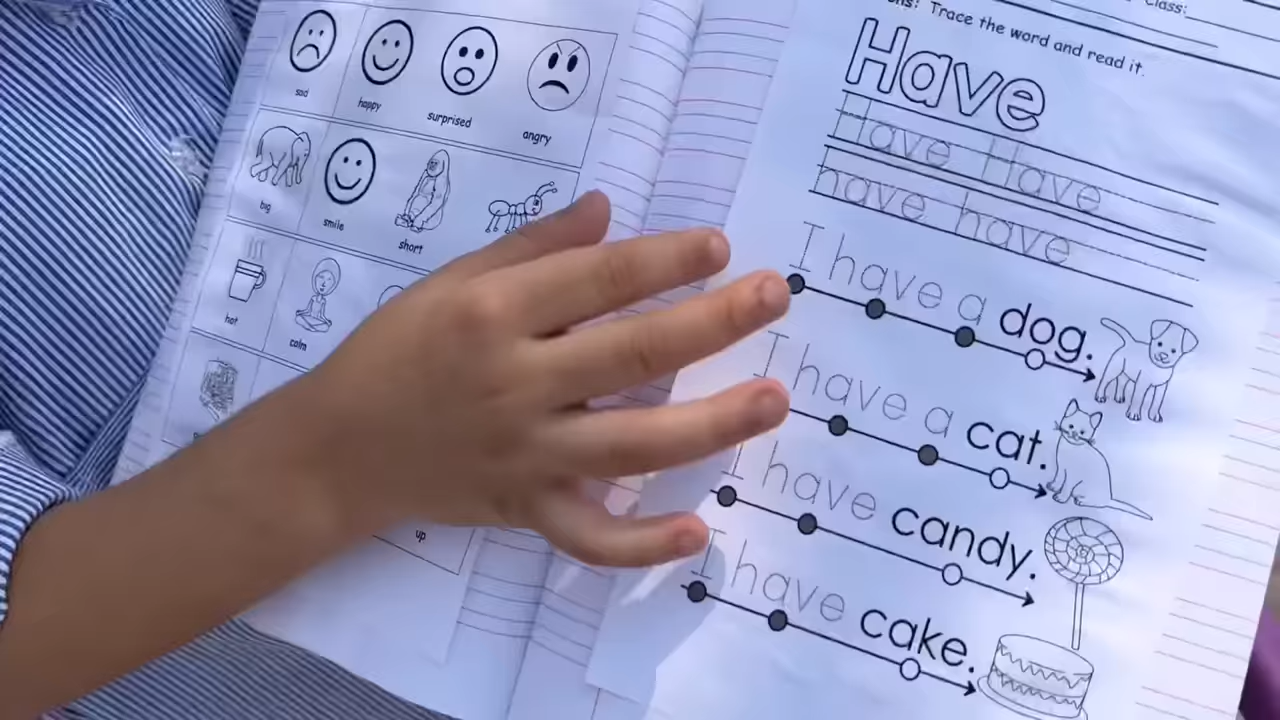 sad happy surprised angry
big smile short
hot calm
up
Class:
Trace the word and read it.
Have
Have Have
have have
I have a dog.
I have a cat.
I have candy.
I have cake.